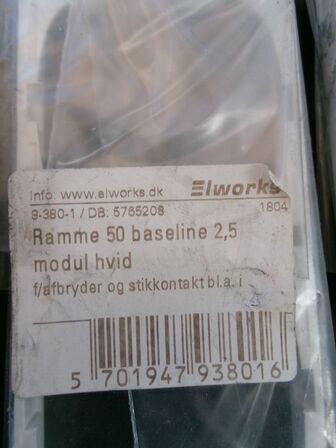 Info: www.elworks.dk Elworks
9-380-1 / DB: 5765208 1804
Ramme 50 baseline 2,5
modul hvid
f/afbryder og stikkontakt bl.a. i
5 701947 938016